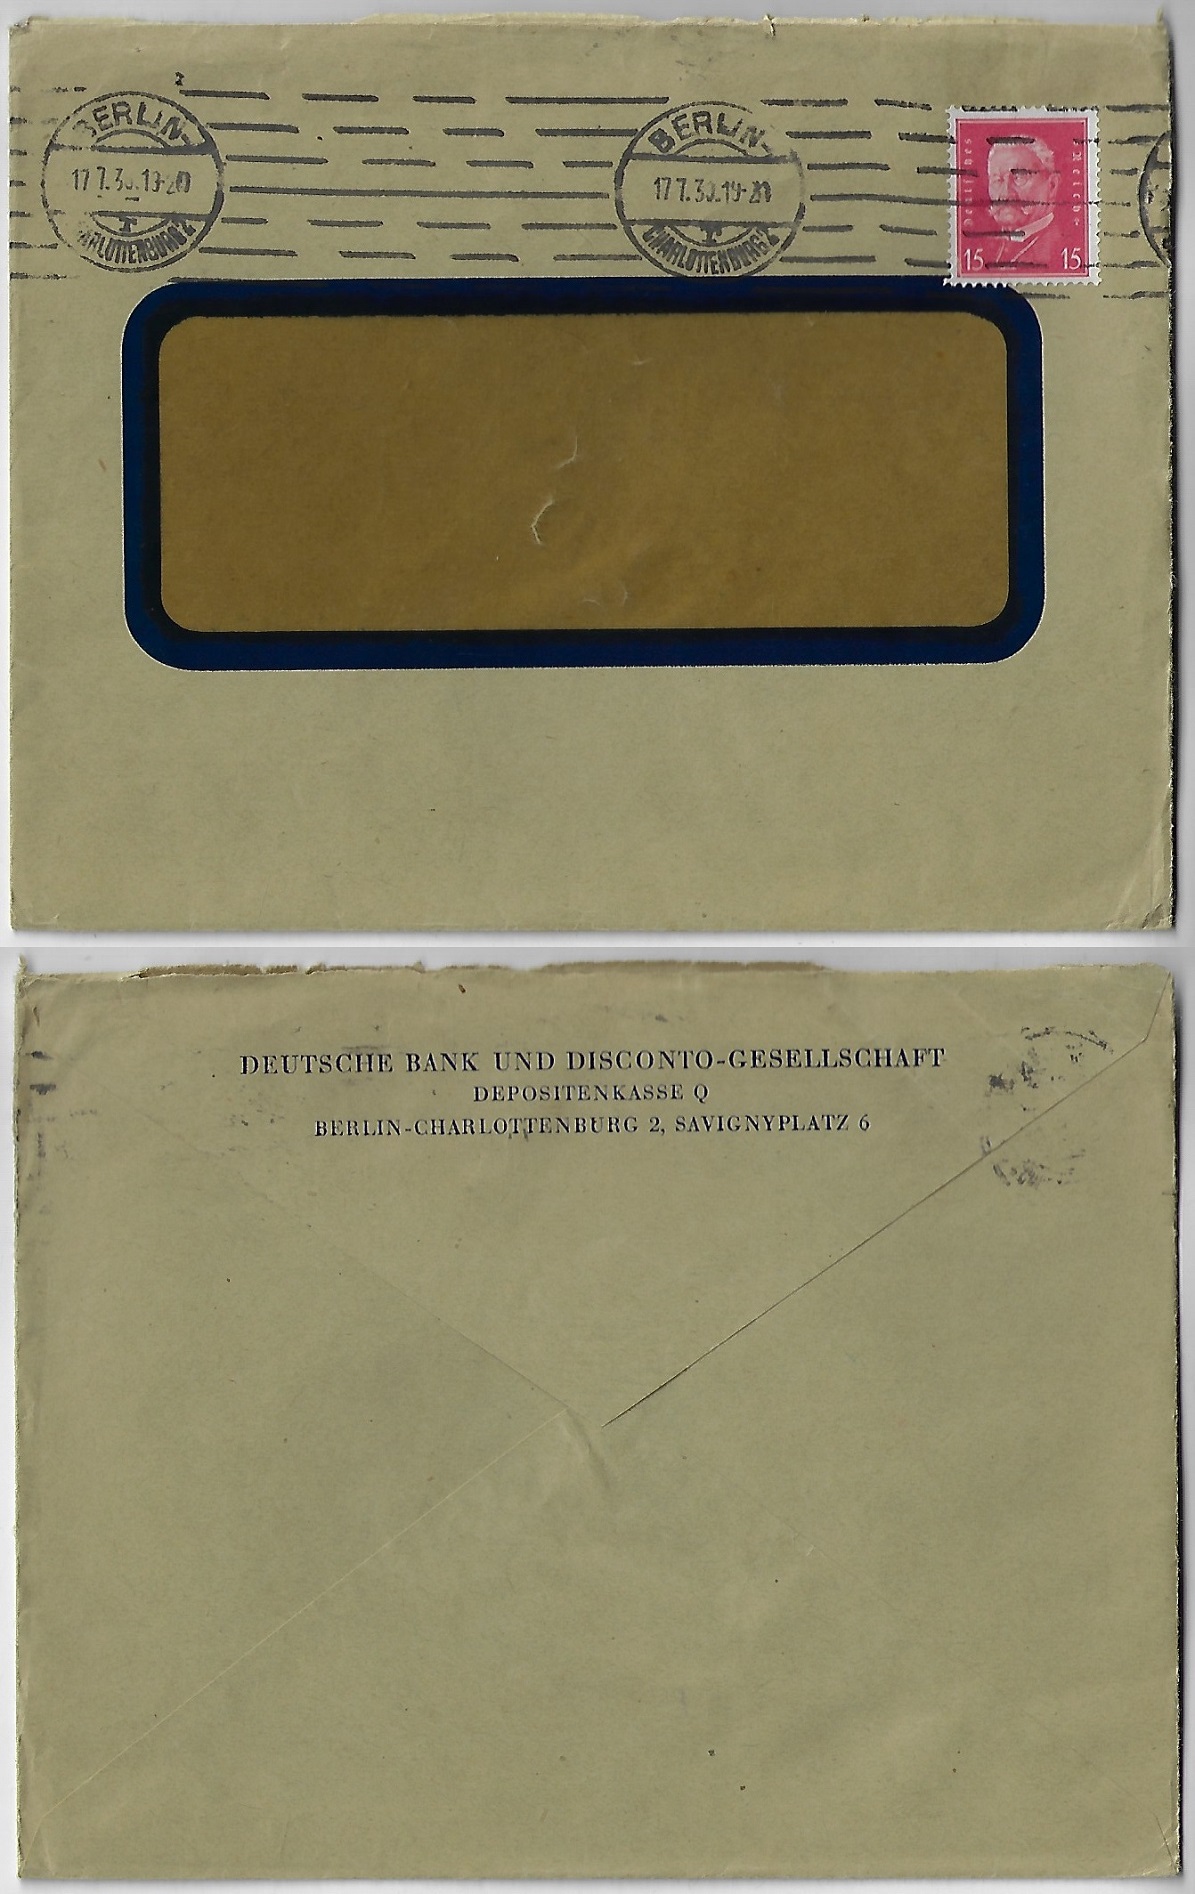 BERLIN-
17.7.30.19-20
T
CHARLOTTENBURG 2
BERLIN-
17.7.30.19-20
T
CHARLOTTENBURG 2
Deutsches
Reich
15
15
DEUTSCHE BANK UND DISCONTO-GESELLSCHAFT
DEPOSITENKASSE Q
BERLIN-CHARLOTTENBURG 2, SAVIGNYPLATZ 6